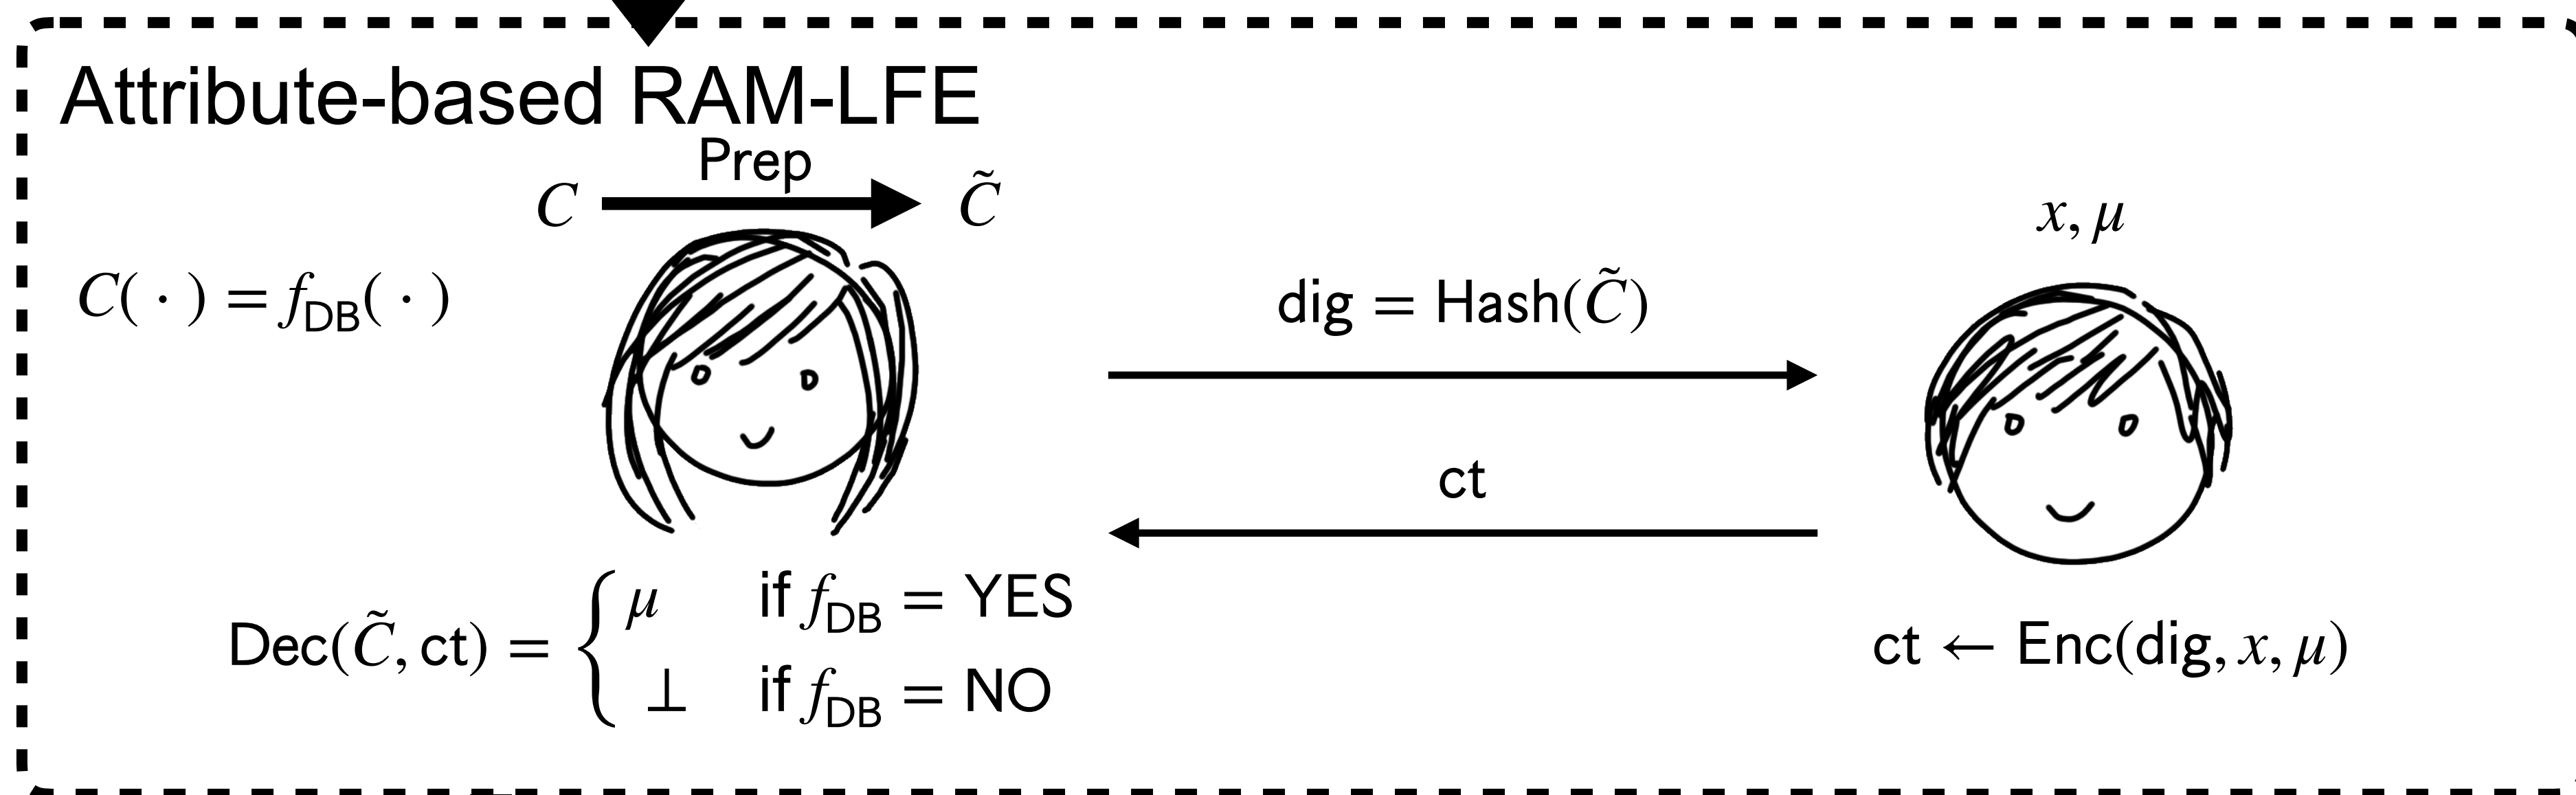 Attribute-based RAM-LFE
Prep
C C̃
x, μ
C( · ) = f_DB( · )
dig = Hash(C̃)
ct
Dec(C̃, ct) = { μ if f_DB = YES
⊥ if f_DB = NO
ct ← Enc(dig, x, μ)